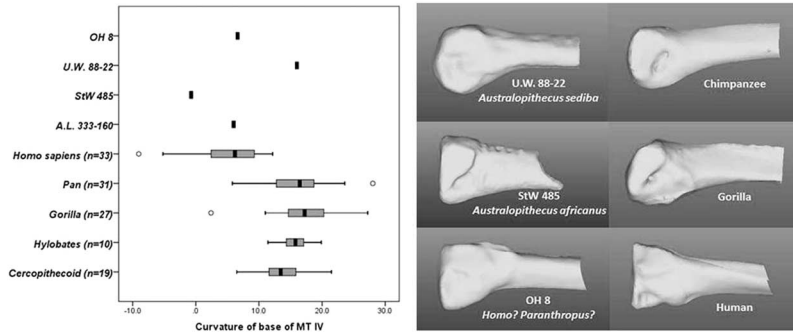 OH 8
U.W. 88-22
StW 485
A.L. 333-160
Homo sapiens (n=33)
Pan (n=31)
Gorilla (n=27)
Hylobates (n=10)
Cercopithecoid (n=19)
-10.0 .0 10.0 20.0 30.0
Curvature of base of MT IV
U.W. 88-22
Australopithecus sediba
Chimpanzee
StW 485
Australopithecus africanus
Gorilla
OH 8
Homo? Paranthropus?
Human